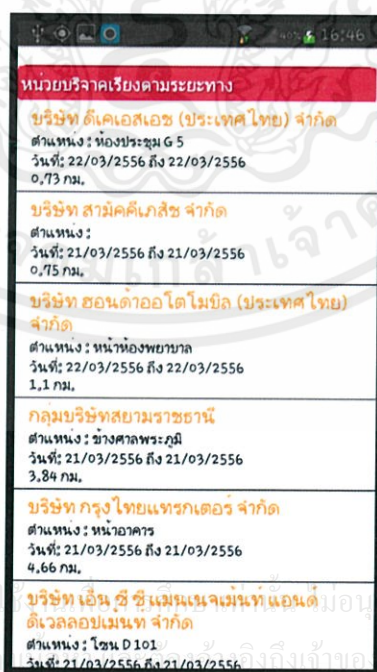 40% 16:46
หน่วยบริจาคเรียงตามระยะทาง
บริษัท ดีเคเอสเอช (ประเทศไทย) จำกัด
ตำแหน่ง : ห้องประชุม G 5
วันที่: 22/03/2556 ถึง 22/03/2556
0.73 กม.
บริษัท สามัคคีเภสัช จำกัด
ตำแหน่ง :
วันที่: 21/03/2556 ถึง 21/03/2556
0.75 กม.
บริษัท ฮอนด้าออโตโมบิล (ประเทศไทย)
จำกัด
ตำแหน่ง : หน้าห้องพยาบาล
วันที่: 22/03/2556 ถึง 22/03/2556
1.1 กม.
กลุ่มบริษัทสยามราชธานี
ตำแหน่ง : ข้างศาลพระภูมิ
วันที่: 21/03/2556 ถึง 21/03/2556
3.84 กม.
บริษัท กรุงไทยแทรกเตอร์ จำกัด
ตำแหน่ง : หน้าอาคาร
วันที่: 21/03/2556 ถึง 21/03/2556
4.66 กม.
บริษัท เอ็น ซี ซี แมนเนจเม้นท์ แอนด์
ดิเวลลอปเมนท จำกัด
ตำแหน่ง : โซน D 101
วันที่: 21/03/2556 ถึง 21/03/2556